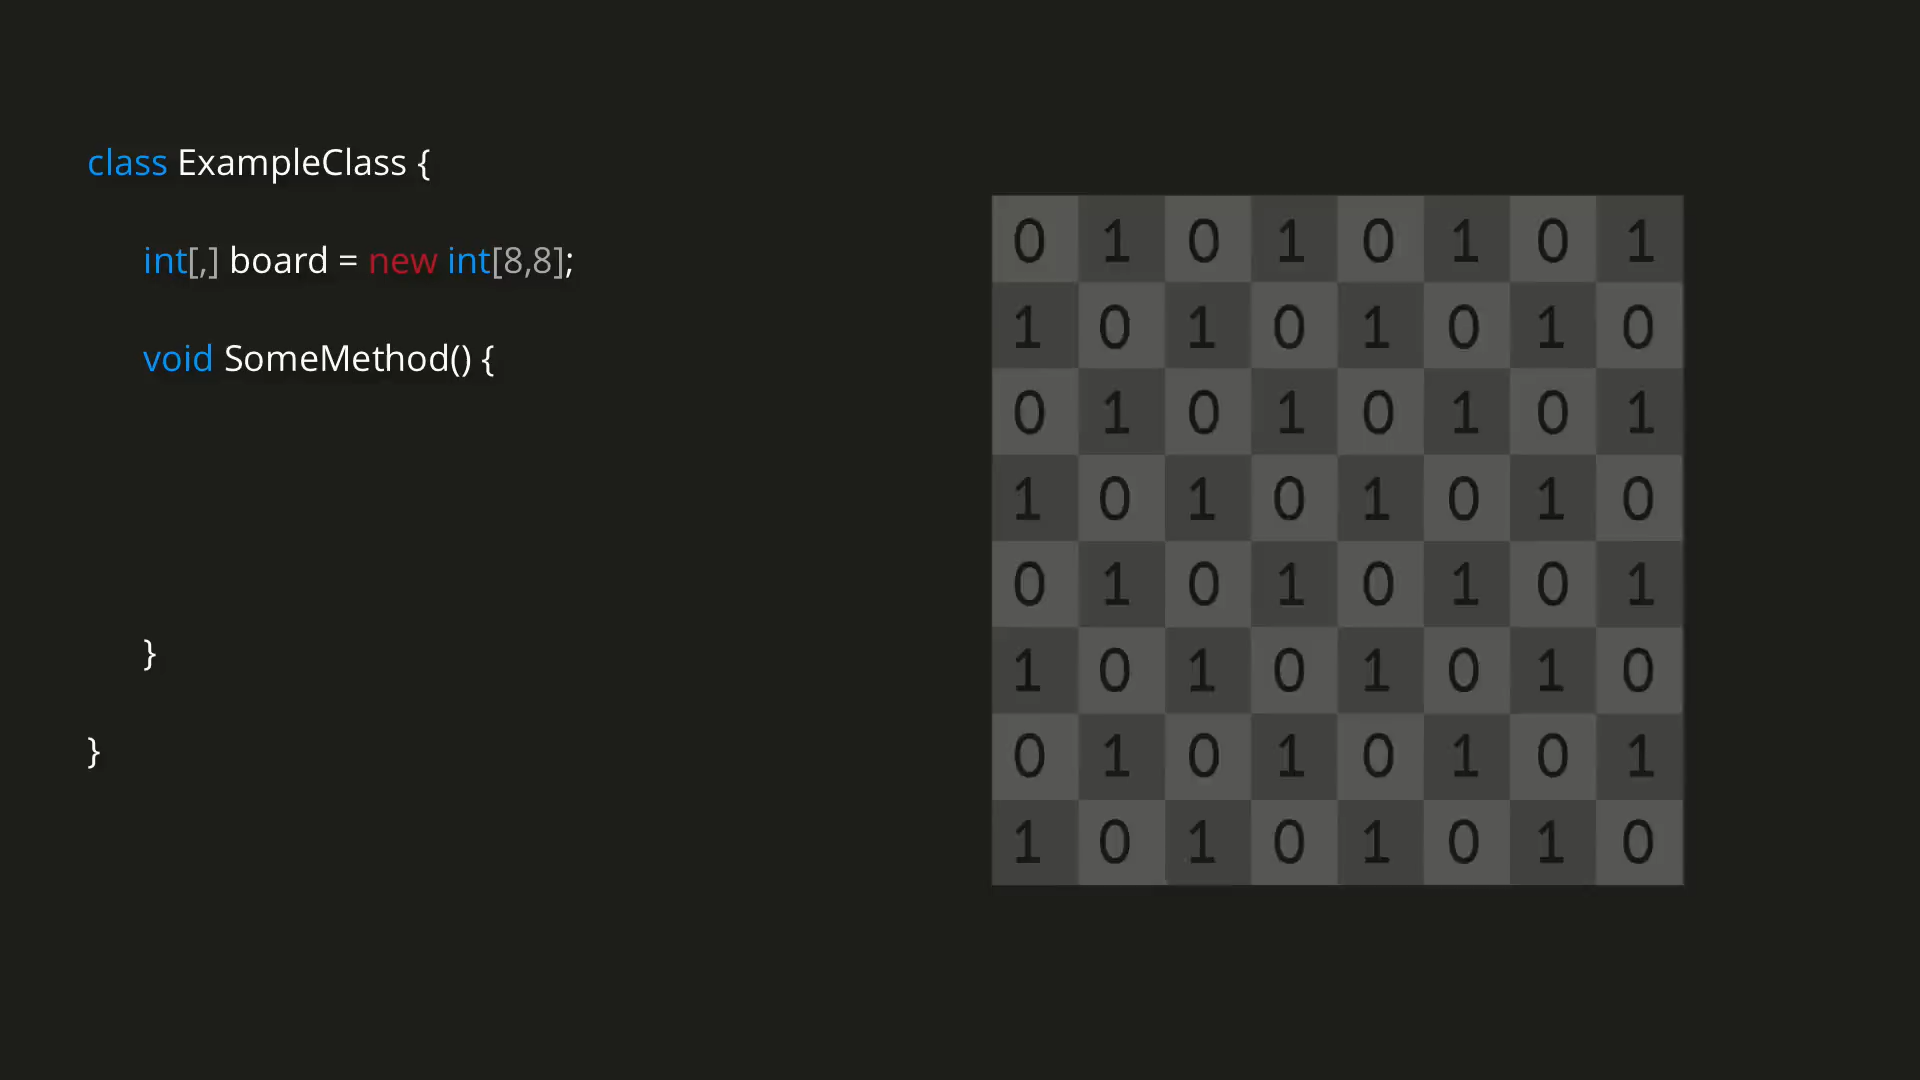 class ExampleClass {
int[,] board = new int[8,8];
void SomeMethod() {
}
}
0 1 0 1 0 1 0 1
1 0 1 0 1 0 1 0
0 1 0 1 0 1 0 1
1 0 1 0 1 0 1 0
0 1 0 1 0 1 0 1
1 0 1 0 1 0 1 0
0 1 0 1 0 1 0 1
1 0 1 0 1 0 1 0